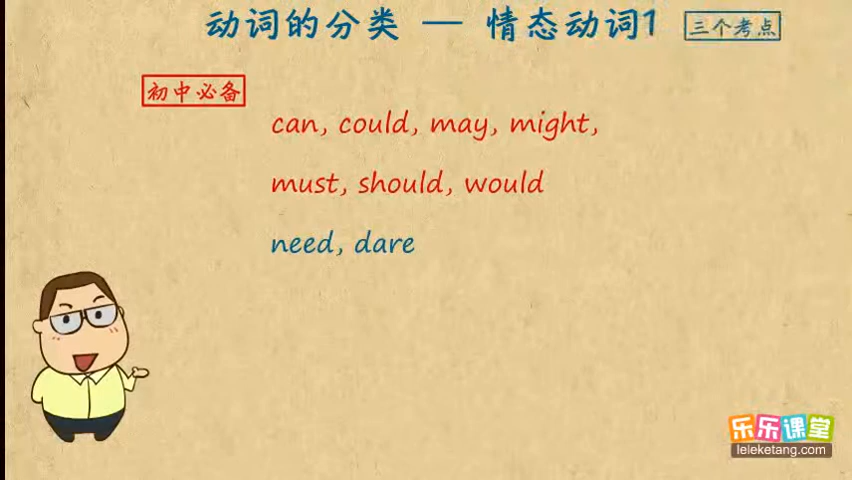 动词的分类 — 情态动词1 三个考点
初中必备
can, could, may, might,
must, should, would
need, dare
乐乐课堂
leleketang.com